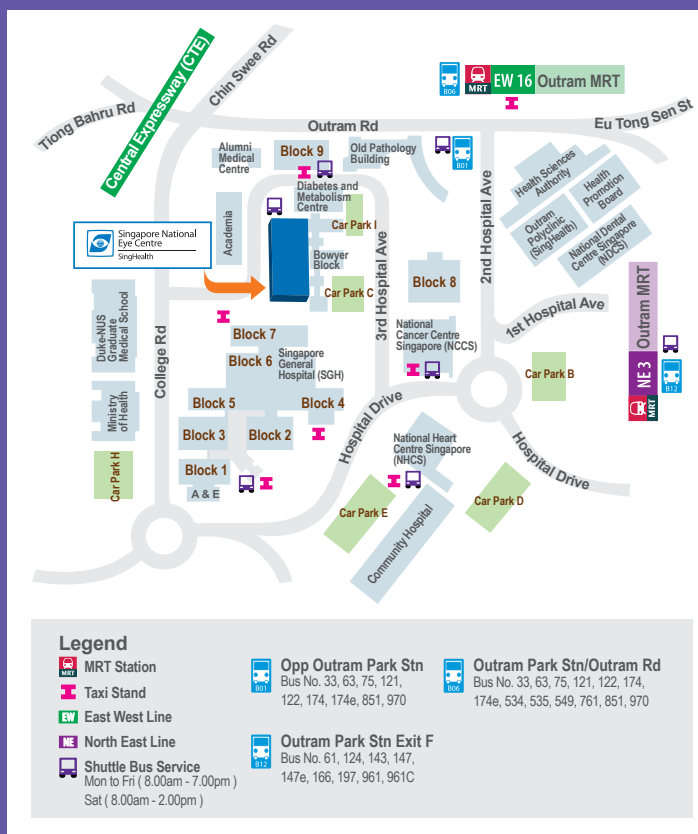 Central Expressway (CTE)
Chin Swee Rd
Tiong Bahru Rd
B06
MRT
EW 16
Outram MRT
Outram Rd
Eu Tong Sen St
Alumni
Medical
Centre
Block 9
Old Pathology
Building
B01
2nd Hospital Ave
Health Sciences
Authority
Health
Promotion
Board
Outram
Polyclinic
(SingHealth)
National Dental
Centre Singapore
(NDCS)
Diabetes and
Metabolism
Centre
Car Park I
Academia
Singapore National
Eye Centre
SingHealth
Bowyer
Block
Car Park C
3rd Hospital Ave
Block 8
1st Hospital Ave
Outram MRT
NE 3
MRT
B12
Duke-NUS
Graduate
Medical School
College Rd
Block 7
Block 6
Singapore
General
Hospital (SGH)
National
Cancer Centre
Singapore (NCCS)
Car Park B
Ministry
of Health
Block 5
Block 4
Block 3
Block 2
Hospital Drive
National Heart
Centre Singapore
(NHCS)
Hospital Drive
Car Park H
Block 1
A & E
Car Park E
Community Hospital
Car Park D
Legend
MRT
MRT Station
Taxi Stand
EW
East West Line
NE
North East Line
Shuttle Bus Service
Mon to Fri ( 8.00am - 7.00pm )
Sat ( 8.00am - 2.00pm )
B01
Opp Outram Park Stn
Bus No. 33, 63, 75, 121,
122, 174, 174e, 851, 970
B12
Outram Park Stn Exit F
Bus No. 61, 124, 143, 147,
147e, 166, 197, 961, 961C
B06
Outram Park Stn/Outram Rd
Bus No. 33, 63, 75, 121, 122, 174,
174e, 534, 535, 549, 761, 851, 970